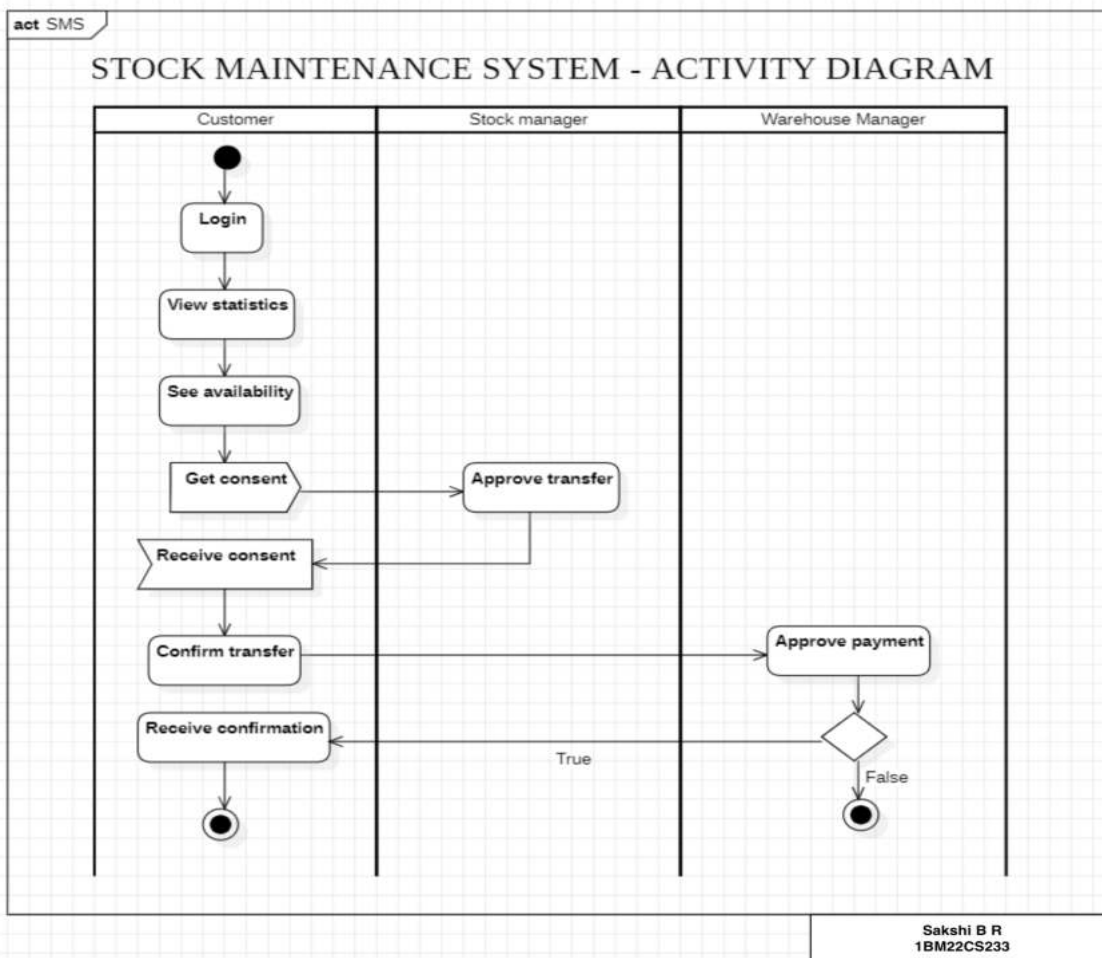 act SMS
STOCK MAINTENANCE SYSTEM - ACTIVITY DIAGRAM
Customer
Stock manager
Warehouse Manager
Login
View statistics
See availability
Get consent
Approve transfer
Receive consent
Confirm transfer
Approve payment
Receive confirmation
True
False
Sakshi B R
1BM22CS233